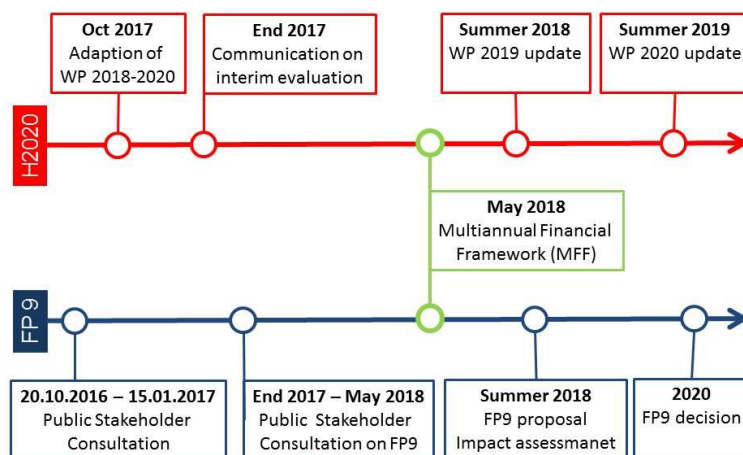 Oct 2017
Adaption of
WP 2018-2020
End 2017
Communication on
interim evaluation
Summer 2018
WP 2019 update
Summer 2019
WP 2020 update
H2020
May 2018
Multiannual Financial
Framework (MFF)
FP 9
20.10.2016 – 15.01.2017
Public Stakeholder
Consultation
End 2017 – May 2018
Public Stakeholder
Consultation on FP9
Summer 2018
FP9 proposal
Impact assessmanet
2020
FP9 decision